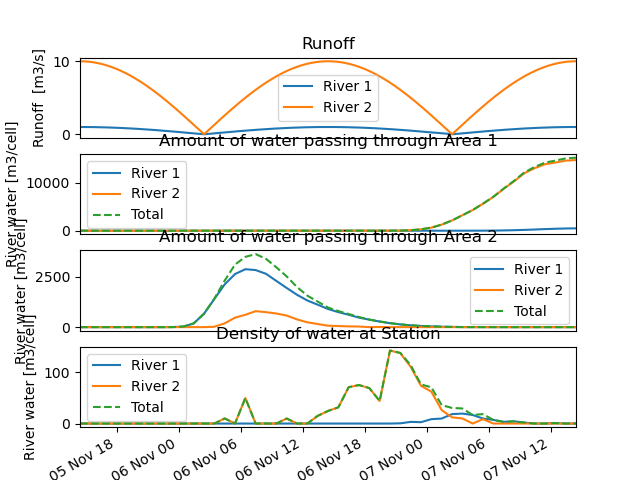 Runoff
10
0
Runoff [m3/s]
River 1
River 2
Amount of water passing through Area 1
10000
0
River water [m3/cell]
River 1
River 2
Total
Amount of water passing through Area 2
2500
0
River water [m3/cell]
River 1
River 2
Total
Density of water at Station
100
0
River water [m3/cell]
River 1
River 2
Total
05 Nov 18
06 Nov 00
06 Nov 06
06 Nov 12
06 Nov 18
07 Nov 00
07 Nov 06
07 Nov 12